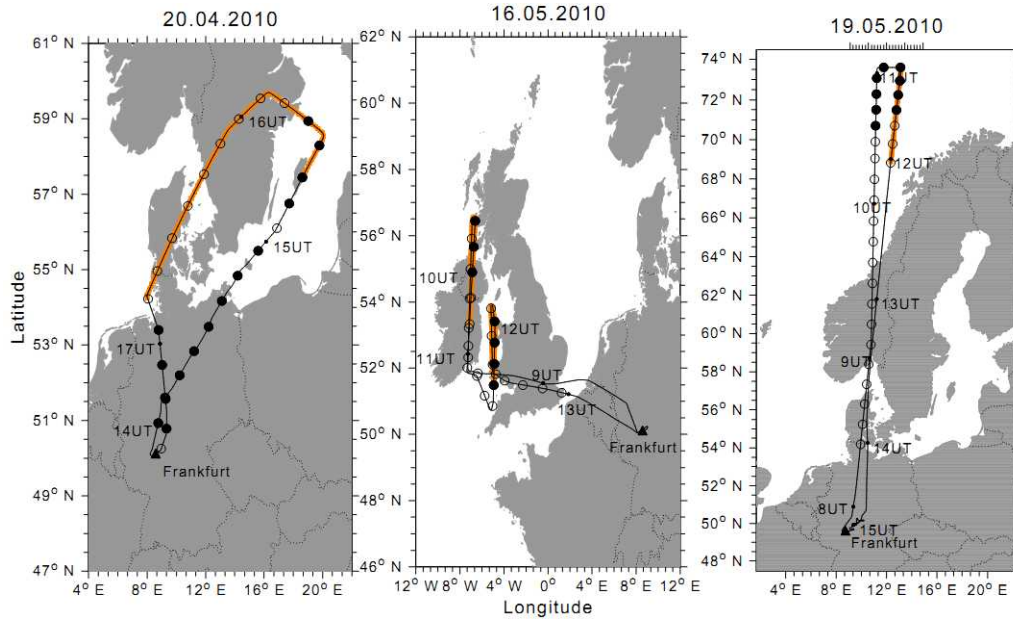 20.04.2010
61° N
59° N
57° N
55° N
53° N
51° N
49° N
47° N
4° E
8° E
12° E
16° E
20° E
16UT
15UT
17UT
14UT
Frankfurt
Latitude
16.05.2010
62° N
60° N
58° N
56° N
54° N
52° N
50° N
48° N
46° N
12° W
8° W
4° W
0° E
4° E
8° E
12° E
10UT
12UT
11UT
9UT
13UT
Frankfurt
Longitude
19.05.2010
74° N
72° N
70° N
68° N
66° N
64° N
62° N
60° N
58° N
56° N
54° N
52° N
50° N
48° N
4° E
8° E
12° E
16° E
20° E
11UT
12UT
10UT
13UT
9UT
14UT
8UT
15UT
Frankfurt